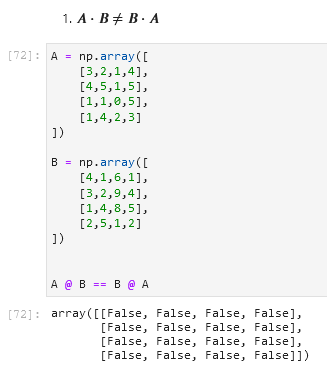 1. A · B ≠ B · A
[72]: A = np.array([
[3,2,1,4],
[4,5,1,5],
[1,1,0,5],
[1,4,2,3]
])
B = np.array([
[4,1,6,1],
[3,2,9,4],
[1,4,8,5],
[2,5,1,2]
])
A @ B == B @ A
[72]: array([[False, False, False, False],
[False, False, False, False],
[False, False, False, False],
[False, False, False, False]])